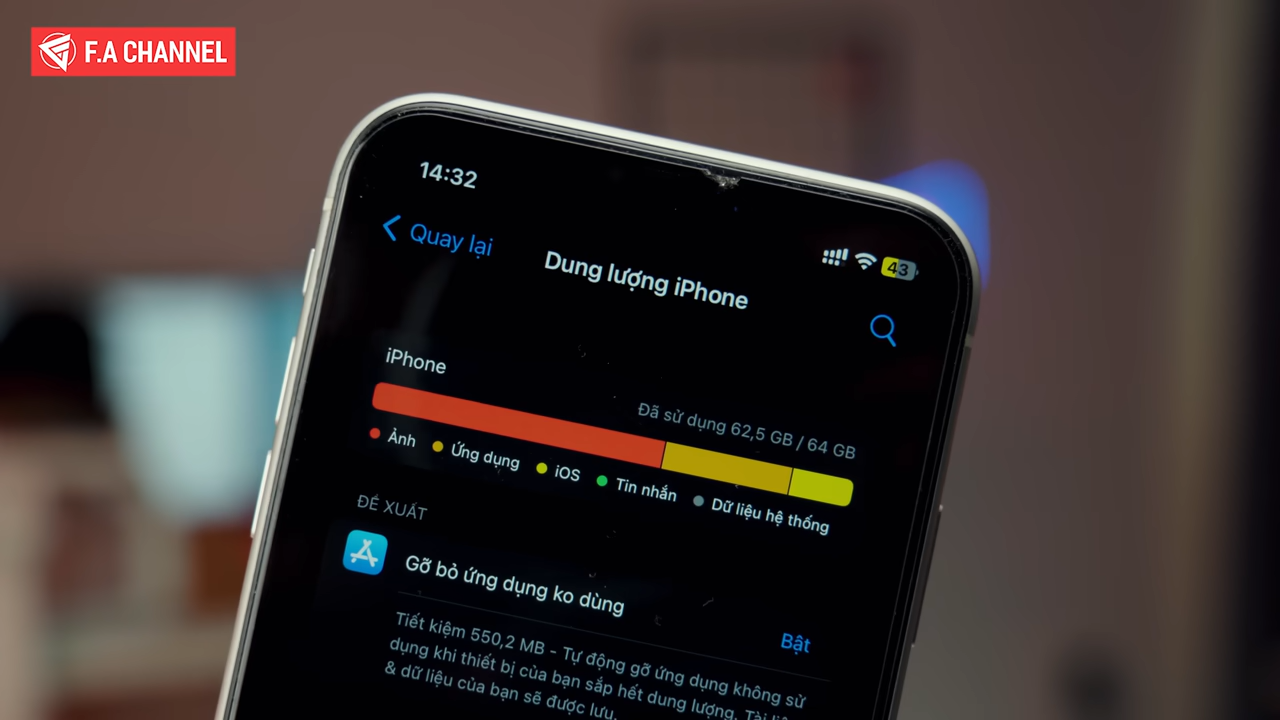 F.A CHANNEL
14:32
43
Quay lại
Dung lượng iPhone
iPhone
Đã sử dụng 62,5 GB / 64 GB
Ảnh Ứng dụng iOS Tin nhắn Dữ liệu hệ thống
ĐỀ XUẤT
Gỡ bỏ ứng dụng ko dùng
Bật
Tiết kiệm 550,2 MB - Tự động gỡ ứng dụng không sử
dụng khi thiết bị của bạn sắp hết dung lượng. Tài liệu
& dữ liệu của bạn sẽ được lưu.